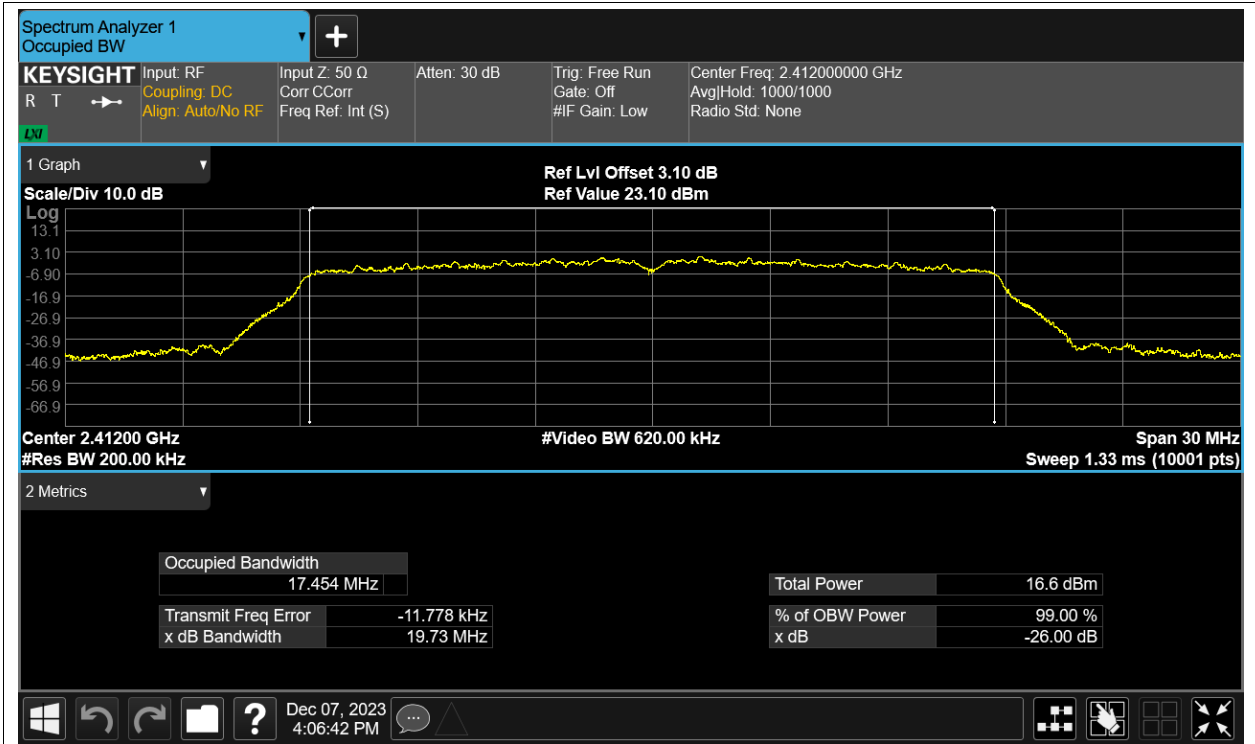 Spectrum Analyzer 1
Occupied BW
KEYSIGHT
R T
LXI
Input: RF
Coupling: DC
Align: Auto/No RF
Input Z: 50 Ω
Corr CCorr
Freq Ref: Int (S)
Atten: 30 dB
Trig: Free Run
Gate: Off
#IF Gain: Low
Center Freq: 2.412000000 GHz
Avg|Hold: 1000/1000
Radio Std: None
1 Graph
Scale/Div 10.0 dB
Ref Lvl Offset 3.10 dB
Ref Value 23.10 dBm
Log
13.1
3.10
-6.90
-16.9
-26.9
-36.9
-46.9
-56.9
-66.9
Center 2.41200 GHz
#Res BW 200.00 kHz
#Video BW 620.00 kHz
Span 30 MHz
Sweep 1.33 ms (10001 pts)
2 Metrics
Occupied Bandwidth
17.454 MHz
Transmit Freq Error -11.778 kHz
x dB Bandwidth 19.73 MHz
Total Power 16.6 dBm
% of OBW Power 99.00 %
x dB -26.00 dB
?
Dec 07, 2023
4:06:42 PM